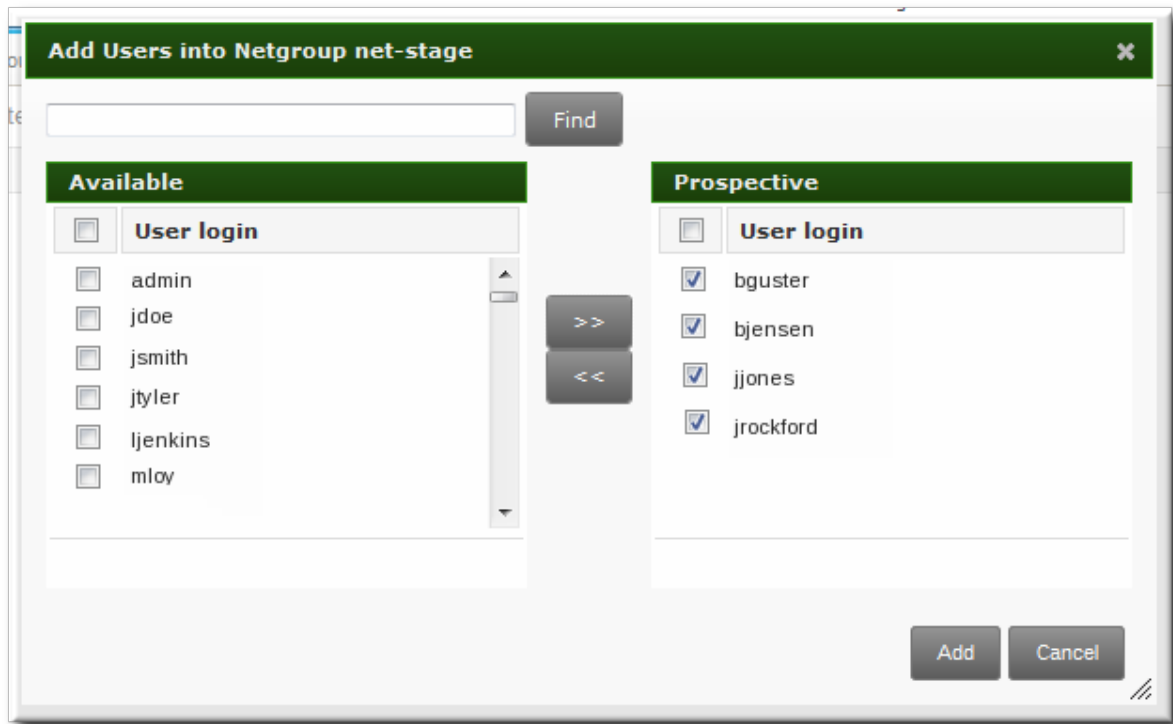 Add Users into Netgroup net-stage
Find
Available
User login
admin
jdoe
jsmith
jtyler
ljenkins
mloy
>>
<<
Prospective
User login
bguster
bjensen
jjones
jrockford
Add
Cancel